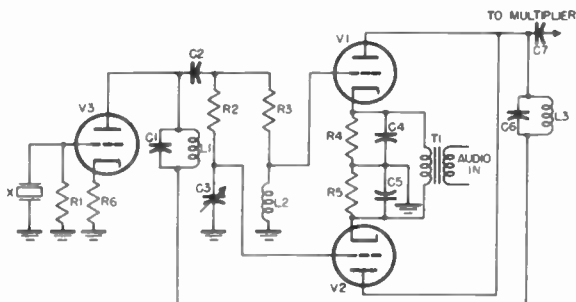 TO MULTIPLIER
V1
C7
C2
V3
R2
R3
C1
L1
R4
C4
T1
C6
L3
AUDIO
IN
X
R1
R6
C3
L2
R5
C5
V2